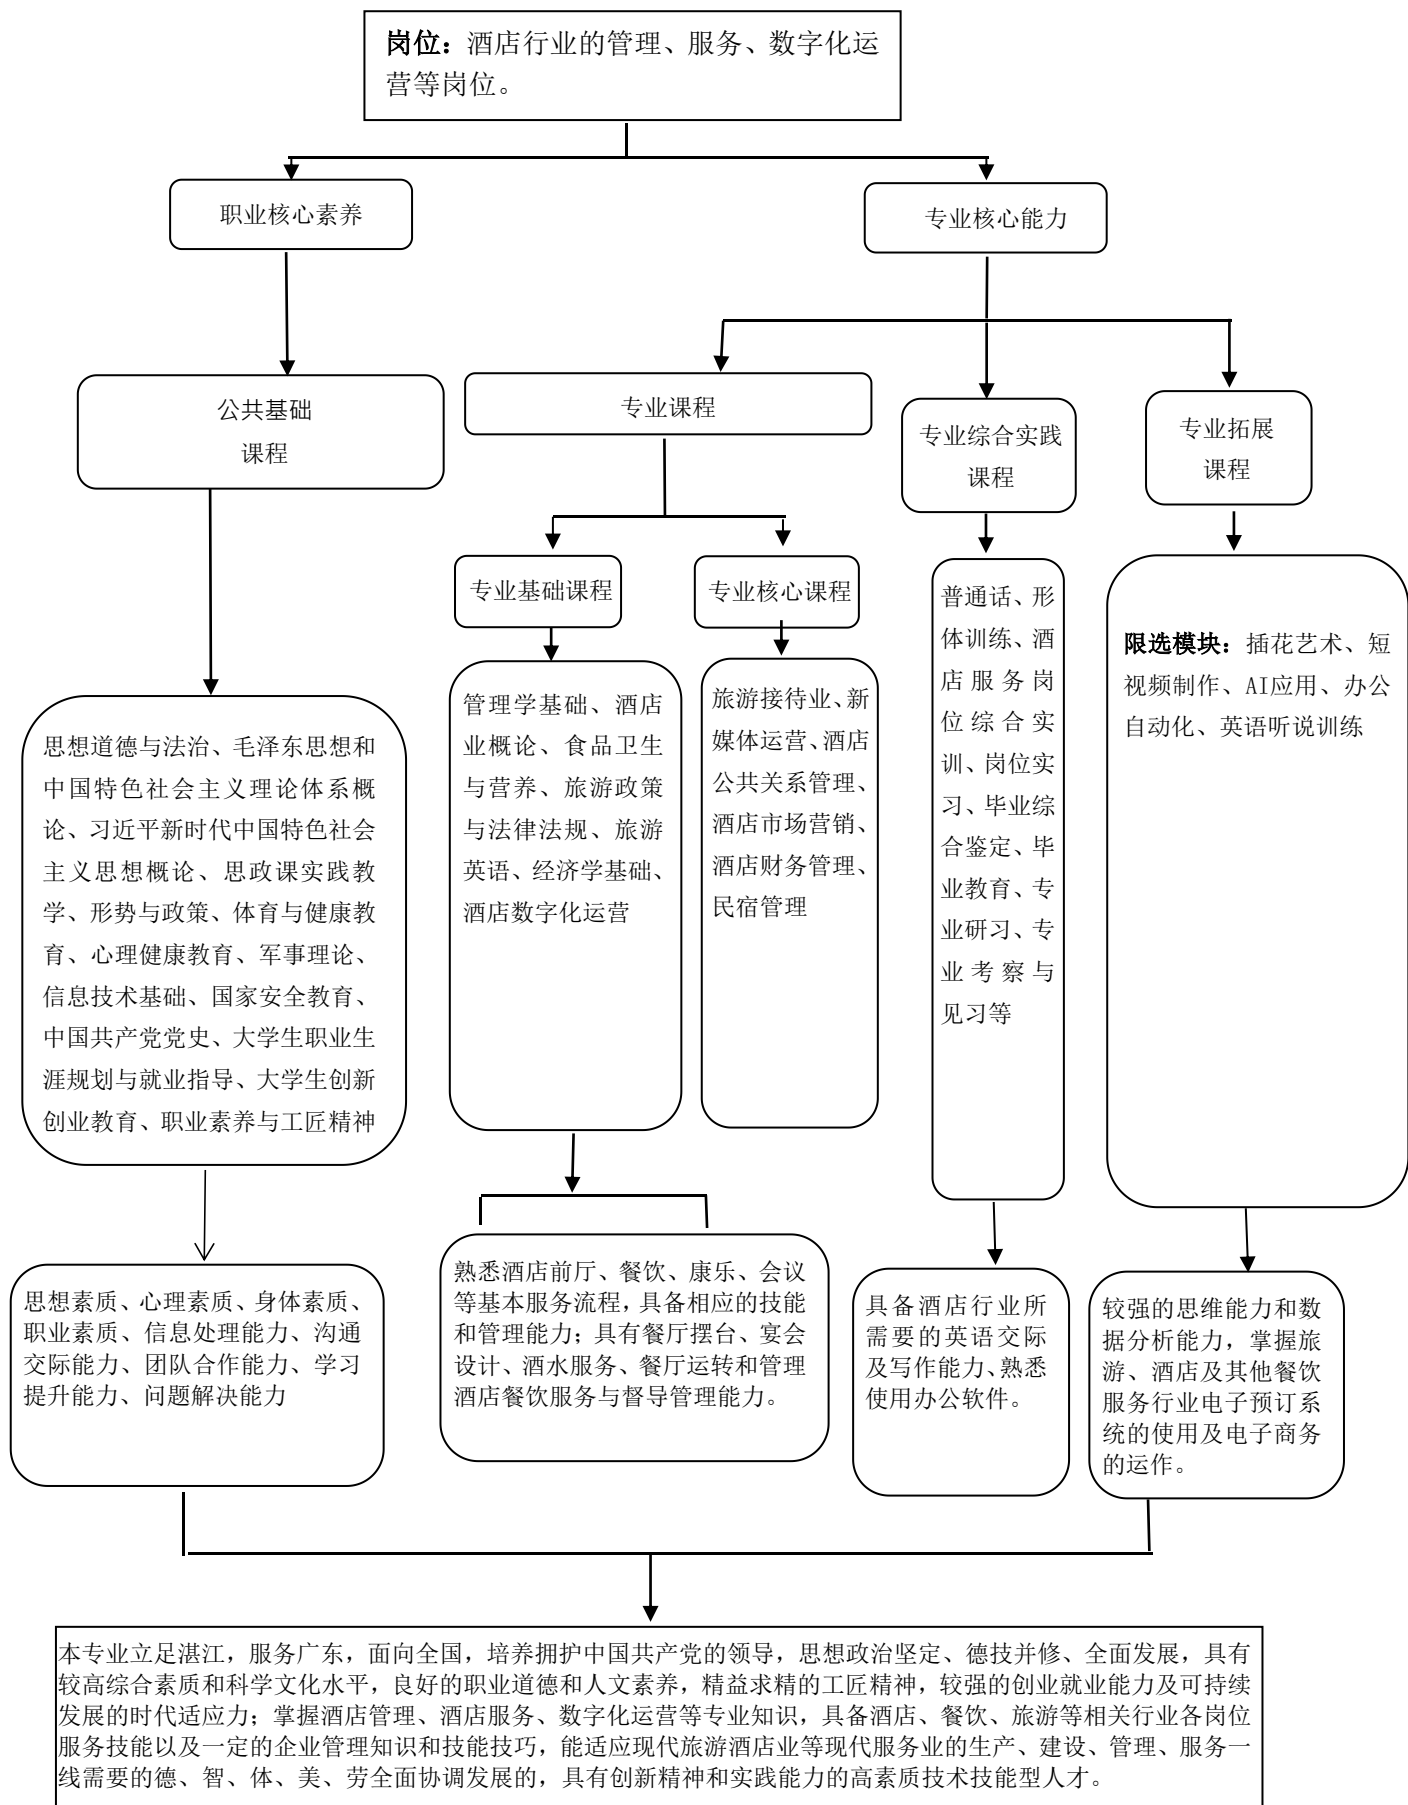 岗位：酒店行业的管理、服务、数字化运
营等岗位。
职业核心素养
专业核心能力
公共基础
课程
专业课程
专业综合实践
课程
专业拓展
课程
专业基础课程
专业核心课程
思想道德与法治、毛泽东思想和
中国特色社会主义理论体系概
论、习近平新时代中国特色社会
主义思想概论、思政课实践教
学、形势与政策、体育与健康教
育、心理健康教育、军事理论、
信息技术基础、国家安全教育、
中国共产党党史、大学生职业生
涯规划与就业指导、大学生创新
创业教育、职业素养与工匠精神
管理学基础、酒店
业概论、食品卫生
与营养、旅游政策
与法律法规、旅游
英语、经济学基础、
酒店数字化运营
旅游接待业、新
媒体运营、酒店
公共关系管理、
酒店市场营销、
酒店财务管理、
民宿管理
普通话、形
体训练、酒
店服务岗
位综合实
训、岗位实
习、毕业综
合鉴定、毕
业教育、专
业研习、专
业考察与
见习等
限选模块：插花艺术、短
视频制作、AI应用、办公
自动化、英语听说训练
思想素质、心理素质、身体素质、
职业素质、信息处理能力、沟通
交际能力、团队合作能力、学习
提升能力、问题解决能力
熟悉酒店前厅、餐饮、康乐、会议
等基本服务流程，具备相应的技能
和管理能力；具有餐厅摆台、宴会
设计、酒水服务、餐厅运转和管理
酒店餐饮服务与督导管理能力。
具备酒店行业所
需要的英语交际
及写作能力、熟悉
使用办公软件。
较强的思维能力和数
据分析能力，掌握旅
游、酒店及其他餐饮
服务行业电子预订系
统的使用及电子商务
的运作。
本专业立足湛江，服务广东，面向全国，培养拥护中国共产党的领导，思想政治坚定、德技并修、全面发展，具有
较高综合素质和科学文化水平，良好的职业道德和人文素养，精益求精的工匠精神，较强的创业就业能力及可持续
发展的时代适应力；掌握酒店管理、酒店服务、数字化运营等专业知识，具备酒店、餐饮、旅游等相关行业各岗位
服务技能以及一定的企业管理知识和技能技巧，能适应现代旅游酒店业等现代服务业的生产、建设、管理、服务一
线需要的德、智、体、美、劳全面协调发展的，具有创新精神和实践能力的高素质技术技能型人才。